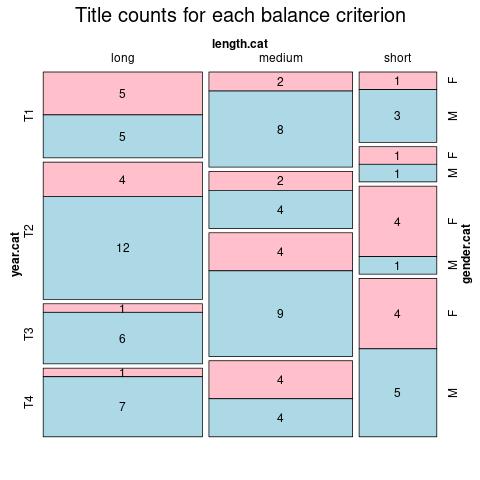 Title counts for each balance criterion
length.cat
long medium short
year.cat
gender.cat
T1
T2
T3
T4
5 2 1 F
5 8 3 M
1 F
4 2 1 M
12 4 4 F
4 1 M
1 9 4 F
6
1 4 5 M
7 4